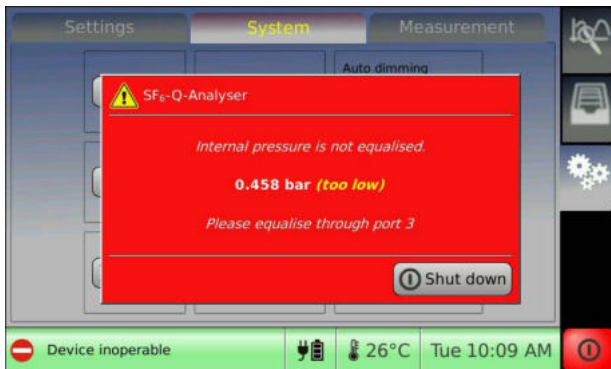 Settings
System
Measurement
Auto dimming
SF₆-Q-Analyser
Internal pressure is not equalised.
0.458 bar (too low)
Please equalise through port 3
Shut down
Device inoperable
26°C
Tue 10:09 AM